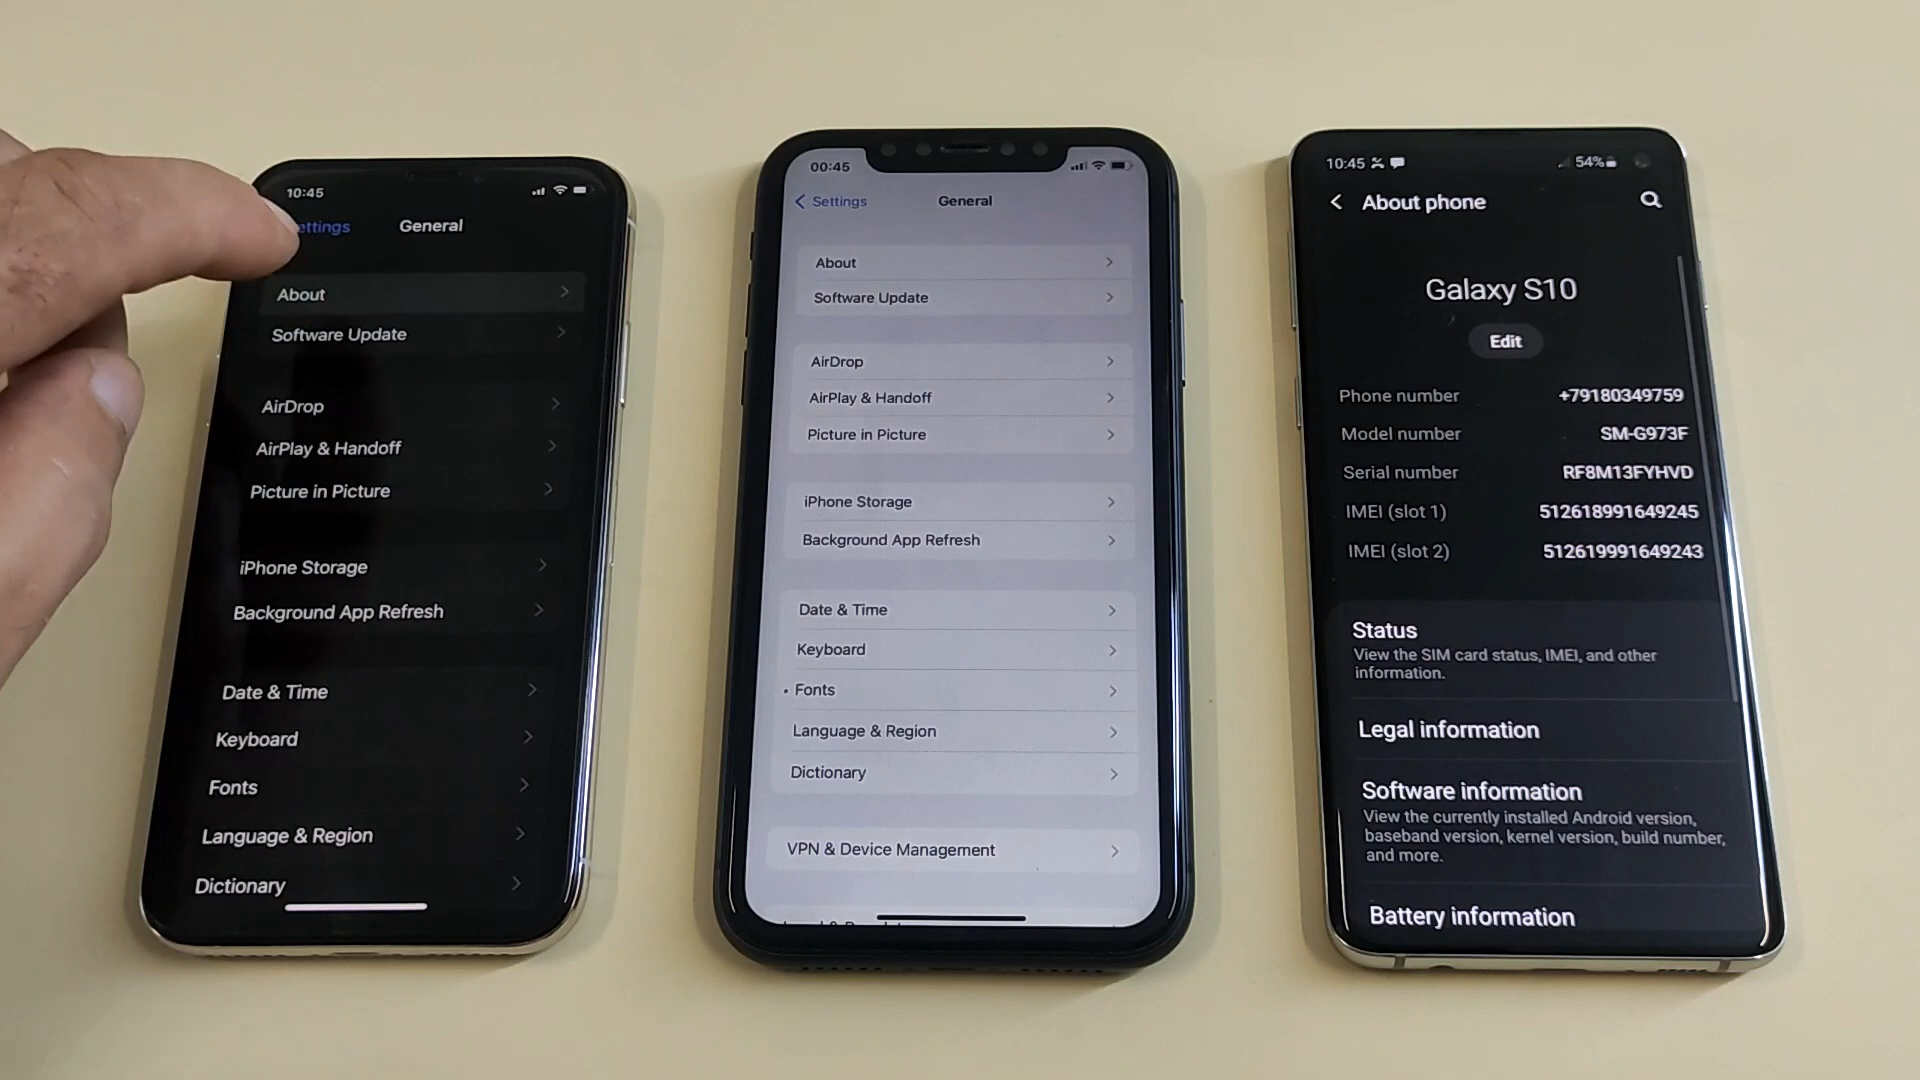 10:45
ettings
General
About
Software Update
AirDrop
AirPlay & Handoff
Picture in Picture
iPhone Storage
Background App Refresh
Date & Time
Keyboard
Fonts
Language & Region
Dictionary
00:45
Settings
General
About
Software Update
AirDrop
AirPlay & Handoff
Picture in Picture
iPhone Storage
Background App Refresh
Date & Time
Keyboard
Fonts
Language & Region
Dictionary
VPN & Device Management
10:45
54%
About phone
Galaxy S10
Edit
Phone number +79180349759
Model number SM-G973F
Serial number RF8M13FYHVD
IMEI (slot 1) 512618991649245
IMEI (slot 2) 512619991649243
Status
View the SIM card status, IMEI, and other
information.
Legal information
Software information
View the currently installed Android version,
baseband version, kernel version, build number,
and more.
Battery information